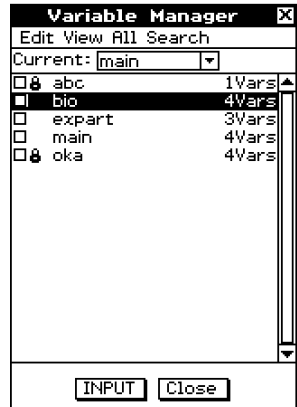 Variable Manager
Edit View All Search
Current: main
abc 1Vars
bio 4Vars
expart 3Vars
main 4Vars
oka 4Vars
INPUT Close